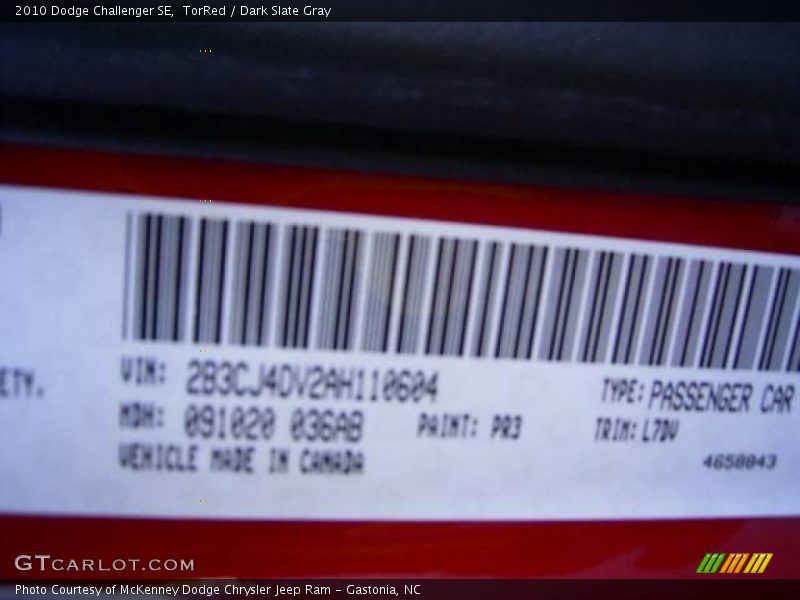 2010 Dodge Challenger SE,  TorRed / Dark Slate Gray
ETY.
VIN: 2B3CJ4DV2AH110604 TYPE: PASSENGER CAR
MDH: 091020 036AB PAINT: PR3 TRIM: L7DV
VEHICLE MADE IN CANADA 4658043
GTCARLOT.COM
Photo Courtesy of McKenney Dodge Chrysler Jeep Ram - Gastonia, NC